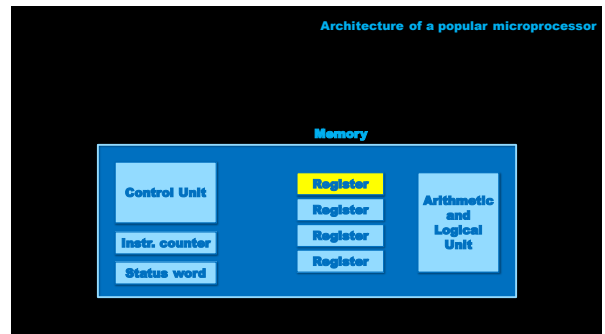 Architecture of a popular microprocessor
Memory
Control Unit
Instr. counter
Status word
Register
Register
Register
Register
Arithmetic
and
Logical
Unit